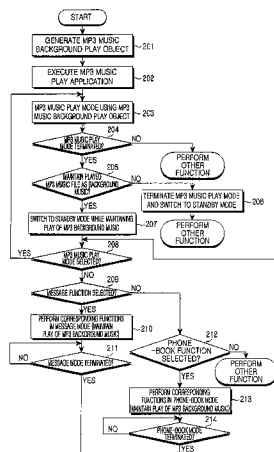 START
GENERATE MP3 MUSIC
BACKGROUND PLAY OBJECT
201
EXECUTE MP3 MUSIC
PLAY APPLICATION
202
MP3 MUSIC PLAY MODE USING MP3
MUSIC BACKGROUND PLAY OBJECT
203
204
MP3 MUSIC PLAY
MODE TERMINATED?
NO
PERFORM
OTHER
FUNCTION
YES
205
MAINTAIN PLAYED
MP3 MUSIC FILE AS BACKGROUND
MUSIC?
NO
TERMINATE MP3 MUSIC PLAY MODE
AND SWITCH TO STANDBY MODE
206
YES
SWITCH TO STANDBY MODE WHILE MAINTAINING
PLAY OF MP3 BACKGROUND MUSIC
207
PERFORM
OTHER
FUNCTION
208
MP3 MUSIC PLAY
MODE SELECTED?
YES
NO
209
MESSAGE FUNCTION SELECTED?
NO
YES
PERFORM CORRESPONDING FUNCTIONS
IN MESSAGE MODE (MAINTAIN
PLAY OF MP3 BACKGROUND MUSIC)
210
212
PHONE
-BOOK FUNCTION
SELECTED?
NO
PERFORM
OTHER
FUNCTION
211
NO
MESSAGE MODE TERMINATED?
YES
YES
PERFORM CORRESPONDING
FUNCTIONS IN PHONE-BOOK MODE
(MAINTAIN PLAY OF MP3 BACKGROUND MUSIC)
213
214
NO
PHONE-BOOK MODE
TERMINATED?
YES